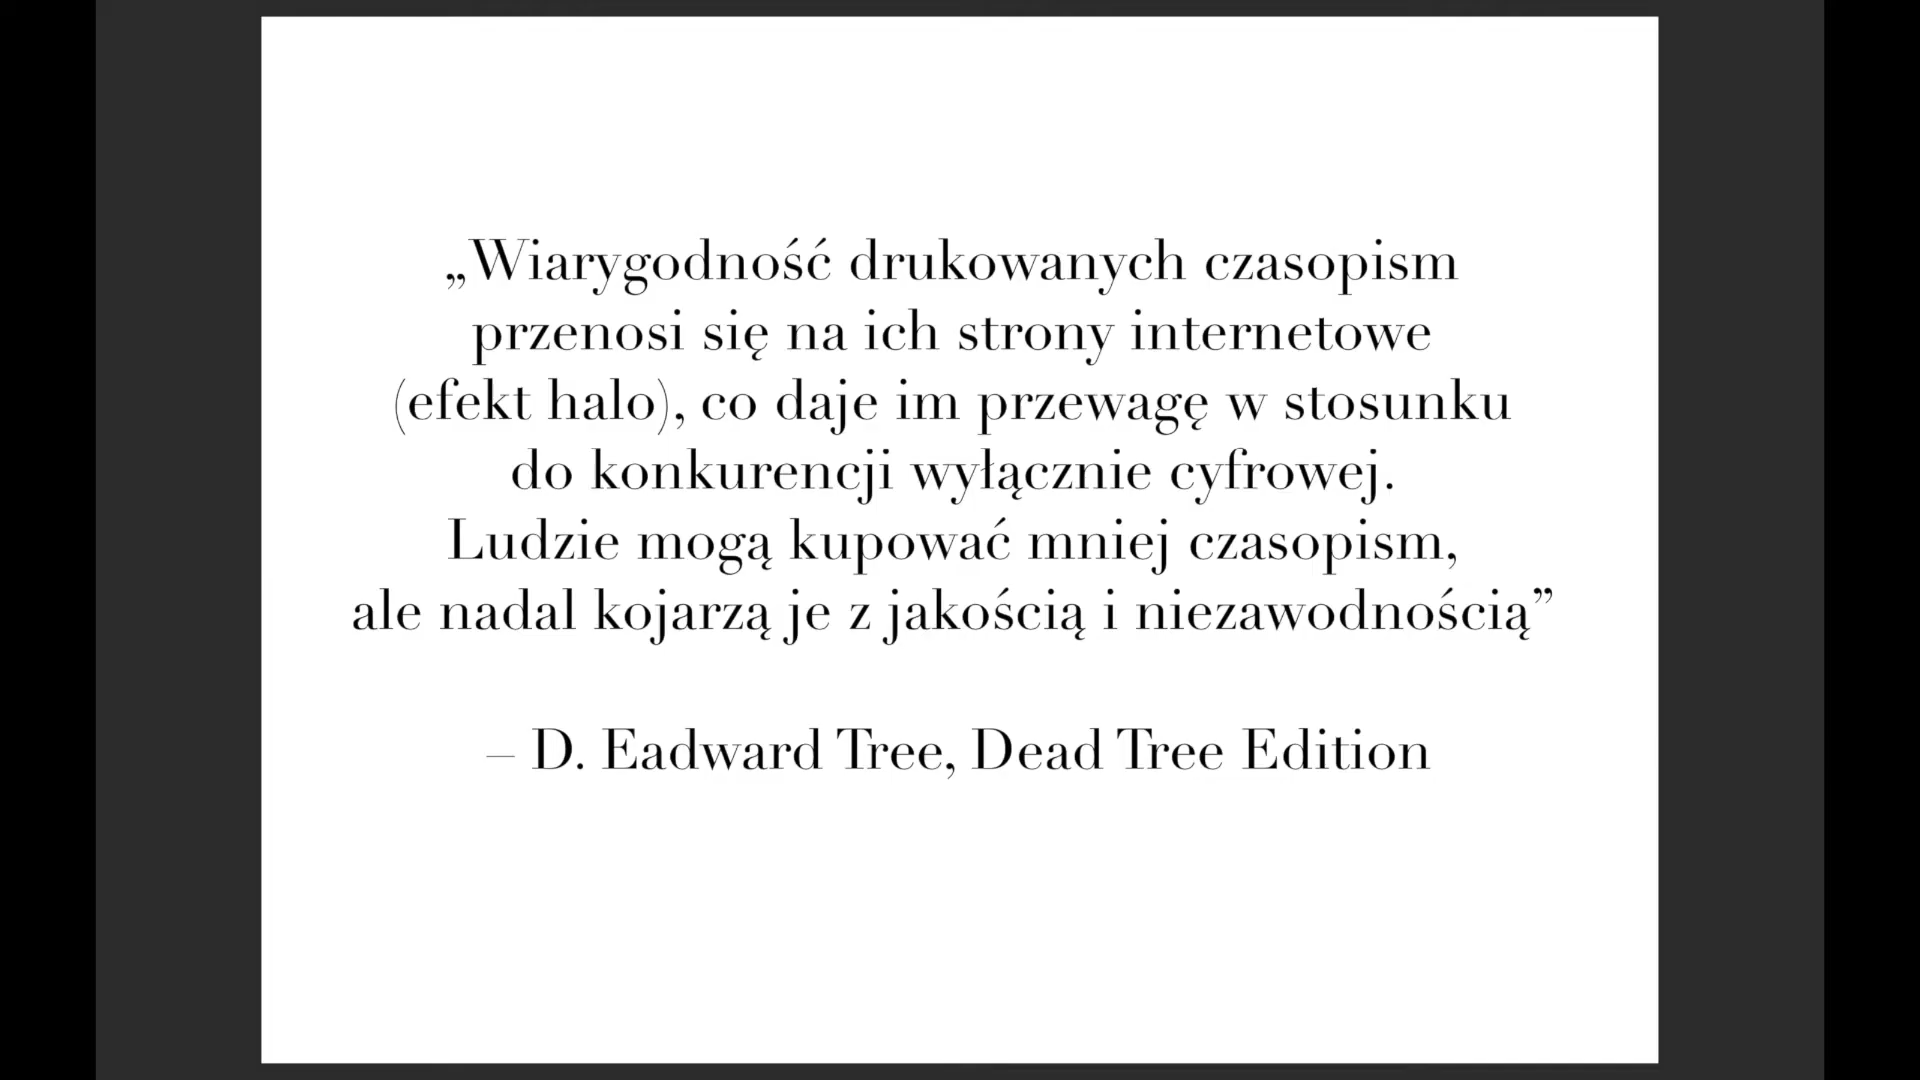 „Wiarygodność drukowanych czasopism
przenosi się na ich strony internetowe
(efekt halo), co daje im przewagę w stosunku
do konkurencji wyłącznie cyfrowej.
Ludzie mogą kupować mniej czasopism,
ale nadal kojarzą je z jakością i niezawodnością”
– D. Eadward Tree, Dead Tree Edition